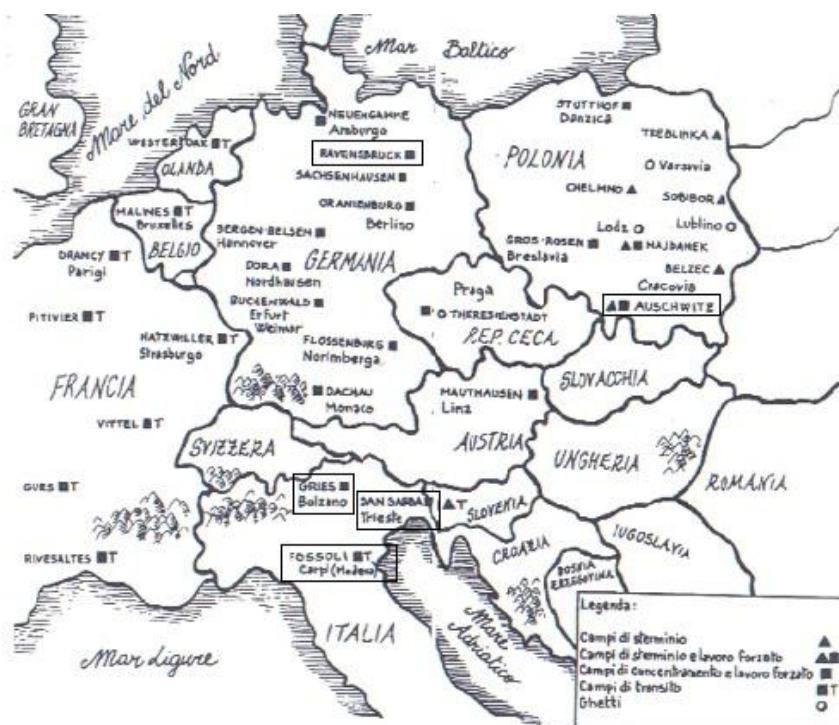 Mar Baltico
Mare del Nord
GRAN
BRETAGNA
NEUENGAMME
Amburgo
STUTTHOF
Danzica
TREBLINKA
OLANDA
RAVENSBRUCK
POLONIA
Varsavia
SACHSENHAUSEN
CHELMNO
SOBIBOR
MALINES T
Bruxelles
ORANIENBURG
Berlino
Lodz
Lublino
BELGIO
BERGEN-BELSEN
Hannover
GERMANIA
GROS-ROSEN
Breslavia
MAJDANEK
DRANCY T
Parigi
DORA
Nordhausen
BELZEC
Cracovia
BUCKENWALD
Erfurt
Weimar
Praga
THERESIENSTADT
AUSCHWITZ
PITIVIER T
HATZWILLER T
Strasburgo
FLOSSENBURG
Norimberga
REP. CECA
SLOVACCHIA
FRANCIA
DACHAU
Monaco
MAUTHAUSEN
Linz
VITTEL T
SVIZZERA
AUSTRIA
UNGHERIA
ROMANIA
GURS T
GRIES
Bolzano
SAN SABBA T
Trieste
SLOVENIA
RIVESALTES T
FOSSOLI T
Carpi (Modena)
CROAZIA
IUGOSLAVIA
BOSNIA
ERZEGOTINA
ITALIA
Mar Ligure
Mare
Adriatico
Legenda:
Campi di sterminio
Campi di sterminio e lavoro forzato
Campi di concentramento e lavoro forzato
Campi di transito T
Ghetti